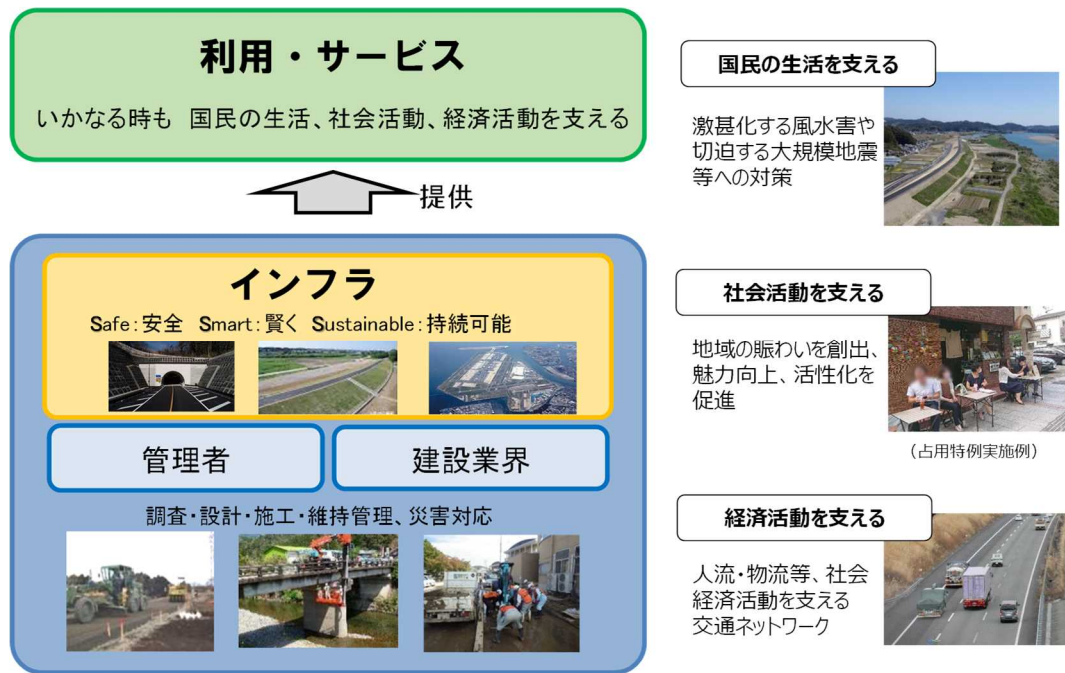 利用・サービス
いかなる時も 国民の生活、社会活動、経済活動を支える
提供
インフラ
Safe：安全 Smart：賢く Sustainable：持続可能
管理者
建設業界
調査・設計・施工・維持管理、災害対応
国民の生活を支える
激甚化する風水害や
切迫する大規模地震
等への対策
社会活動を支える
地域の賑わいを創出、
魅力向上、活性化を
促進
（占用特例実施例）
経済活動を支える
人流・物流等、社会
経済活動を支える
交通ネットワーク